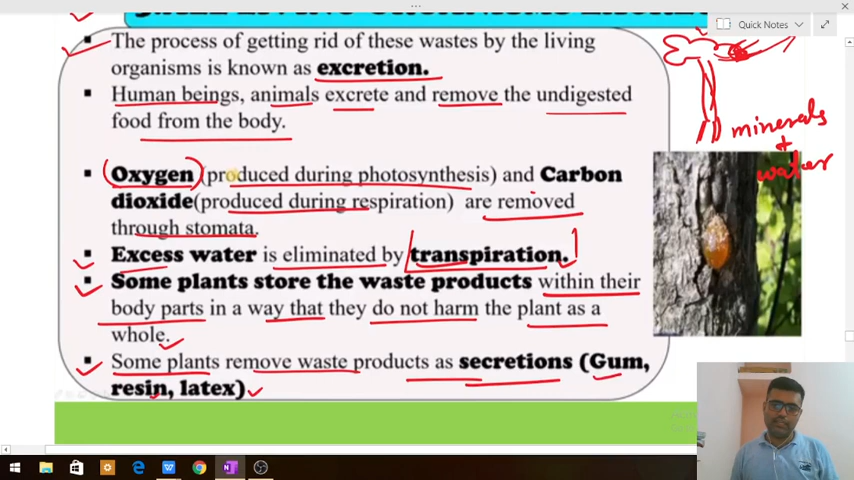 Quick Notes
The process of getting rid of these wastes by the living
organisms is known as excretion.
Human beings, animals excrete and remove the undigested
food from the body.
minerals
+
water
Oxygen (produced during photosynthesis) and Carbon
dioxide(produced during respiration) are removed
through stomata.
Excess water is eliminated by transpiration.
Some plants store the waste products within their
body parts in a way that they do not harm the plant as a
whole.
Some plants remove waste products as secretions (Gum,
resin, latex)